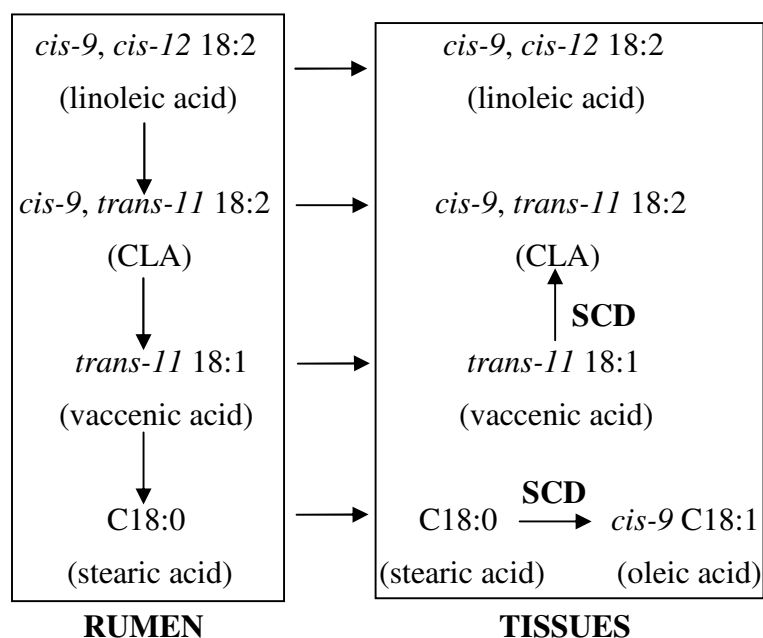 cis-9, cis-12 18:2
(linoleic acid)
cis-9, trans-11 18:2
(CLA)
trans-11 18:1
(vaccenic acid)
C18:0
(stearic acid)
RUMEN
cis-9, cis-12 18:2
(linoleic acid)
cis-9, trans-11 18:2
(CLA)
SCD
trans-11 18:1
(vaccenic acid)
SCD
C18:0 cis-9 C18:1
(stearic acid) (oleic acid)
TISSUES